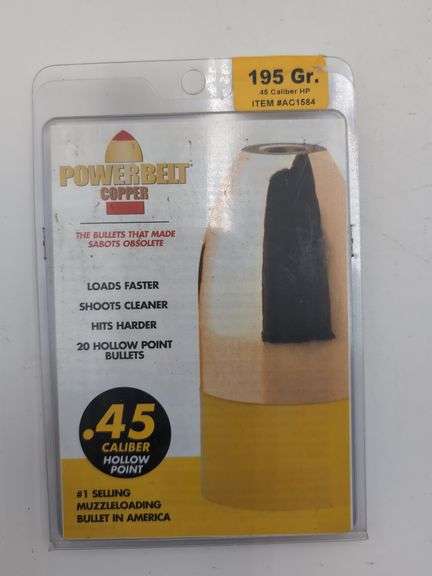 195 Gr.
45 Caliber HP
ITEM #AC1584
POWERBELT
COPPER
THE BULLETS THAT MADE
SABOTS OBSOLETE
LOADS FASTER
SHOOTS CLEANER
HITS HARDER
20 HOLLOW POINT
BULLETS
.45
CALIBER
HOLLOW
POINT
#1 SELLING
MUZZLELOADING
BULLET IN AMERICA